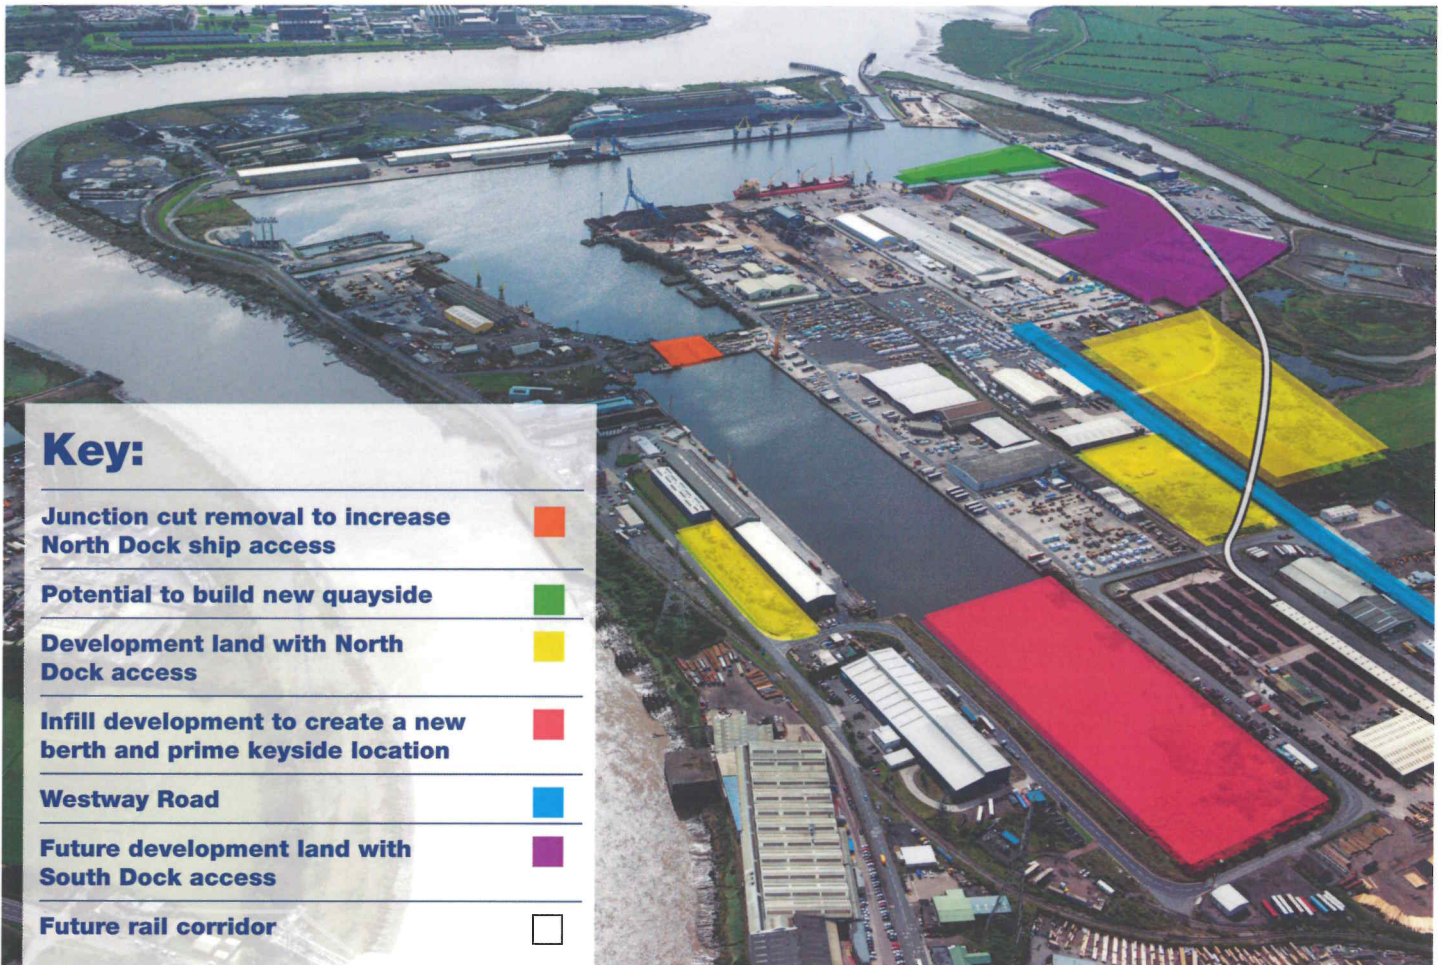 Key:
Junction cut removal to increase
North Dock ship access
Potential to build new quayside
Development land with North
Dock access
Infill development to create a new
berth and prime keyside location
Westway Road
Future development land with
South Dock access
Future rail corridor